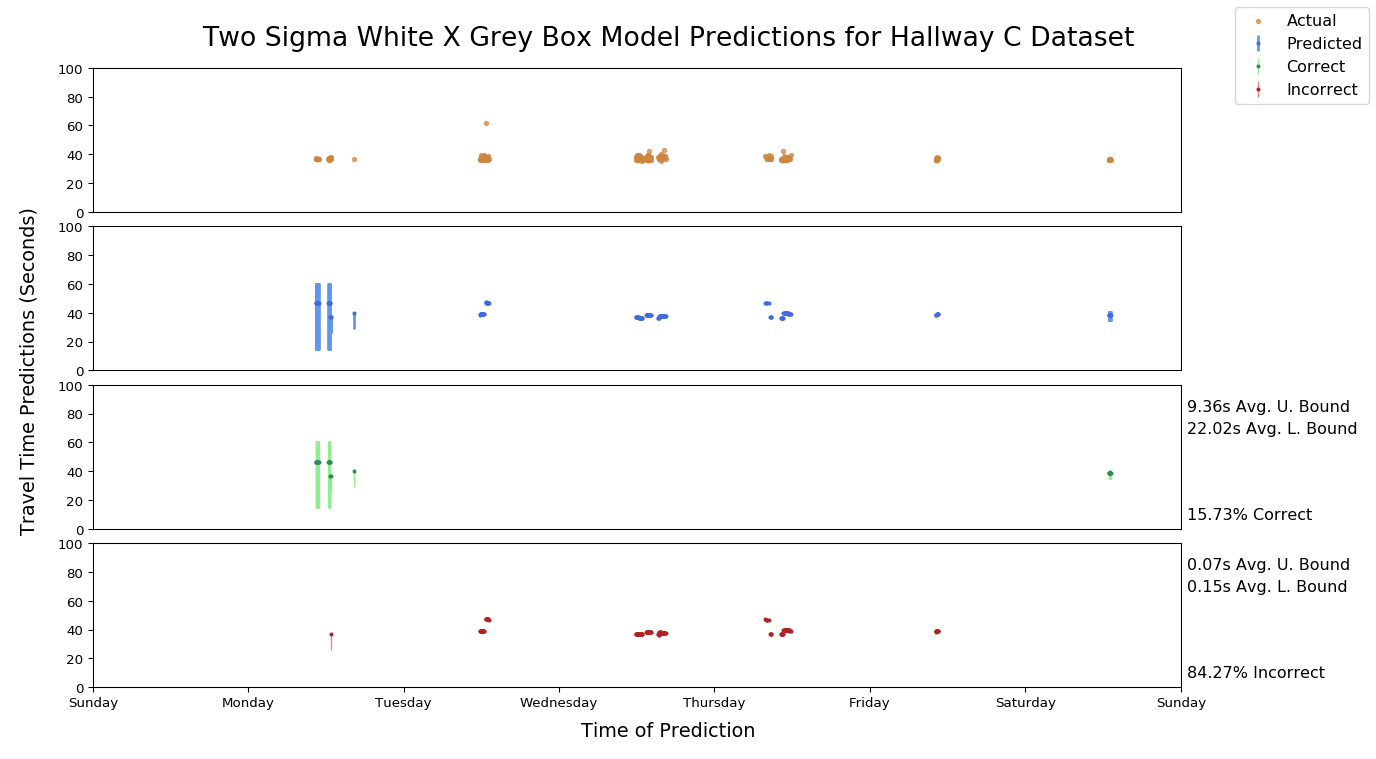 Two Sigma White X Grey Box Model Predictions for Hallway C Dataset
Actual
Predicted
Correct
Incorrect
Travel Time Predictions (Seconds)
100
80
60
40
20
0
100
80
60
40
20
0
100
80
60
40
20
0
9.36s Avg. U. Bound
22.02s Avg. L. Bound
15.73% Correct
100
80
60
40
20
0
0.07s Avg. U. Bound
0.15s Avg. L. Bound
84.27% Incorrect
Sunday Monday Tuesday Wednesday Thursday Friday Saturday Sunday
Time of Prediction